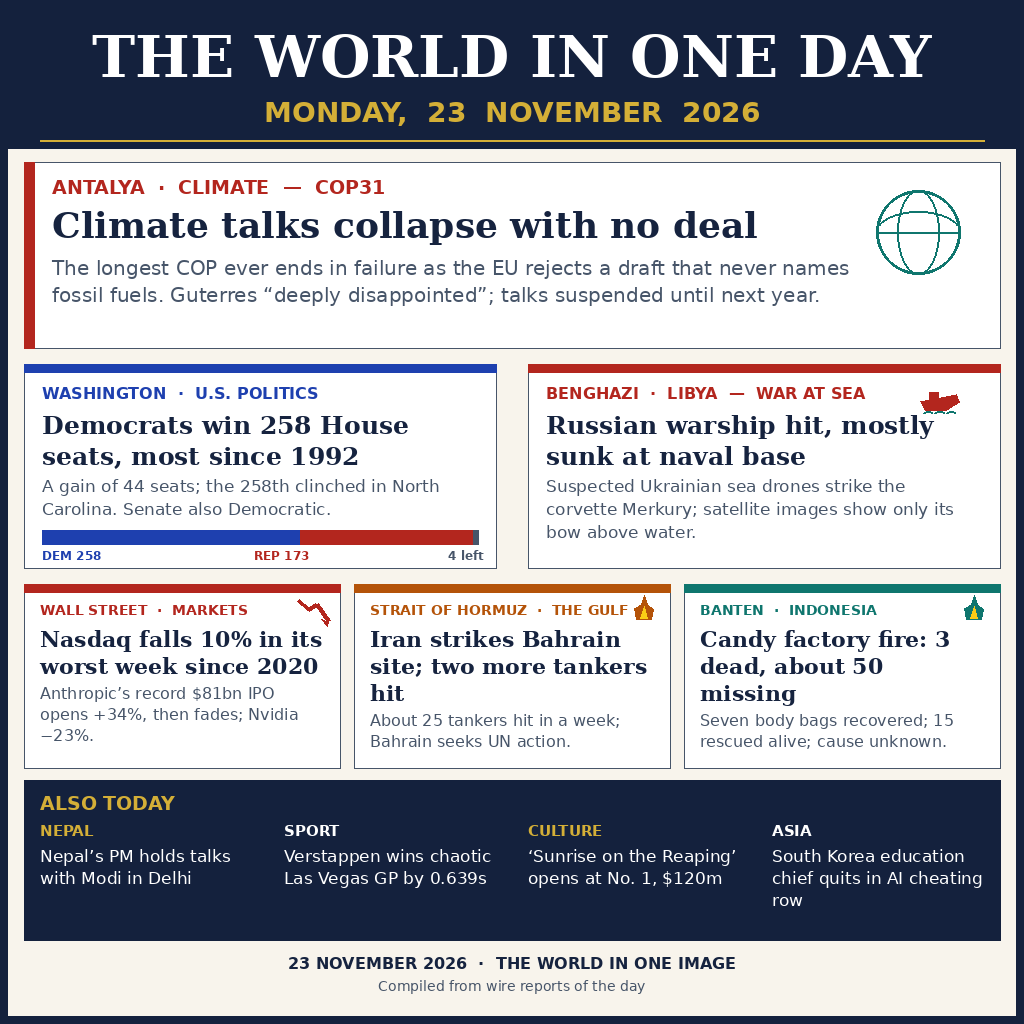 THE WORLD IN ONE DAY
MONDAY, 23 NOVEMBER 2026
ANTALYA · CLIMATE — COP31
Climate talks collapse with no deal
The longest COP ever ends in failure as the EU rejects a draft that never names
fossil fuels. Guterres “deeply disappointed”; talks suspended until next year.
WASHINGTON · U.S. POLITICS
Democrats win 258 House
seats, most since 1992
A gain of 44 seats; the 258th clinched in North
Carolina. Senate also Democratic.
DEM 258
REP 173
4 left
BENGHAZI · LIBYA — WAR AT SEA
Russian warship hit, mostly
sunk at naval base
Suspected Ukrainian sea drones strike the
corvette Merkury; satellite images show only its
bow above water.
WALL STREET · MARKETS
Nasdaq falls 10% in its
worst week since 2020
Anthropic’s record $81bn IPO
opens +34%, then fades; Nvidia
−23%.
STRAIT OF HORMUZ · THE GULF
Iran strikes Bahrain
site; two more tankers
hit
About 25 tankers hit in a week;
Bahrain seeks UN action.
BANTEN · INDONESIA
Candy factory fire: 3
dead, about 50
missing
Seven body bags recovered; 15
rescued alive; cause unknown.
ALSO TODAY
NEPAL
Nepal’s PM holds talks
with Modi in Delhi
SPORT
Verstappen wins chaotic
Las Vegas GP by 0.639s
CULTURE
‘Sunrise on the Reaping’
opens at No. 1, $120m
ASIA
South Korea education
chief quits in AI cheating
row
23 NOVEMBER 2026 · THE WORLD IN ONE IMAGE
Compiled from wire reports of the day